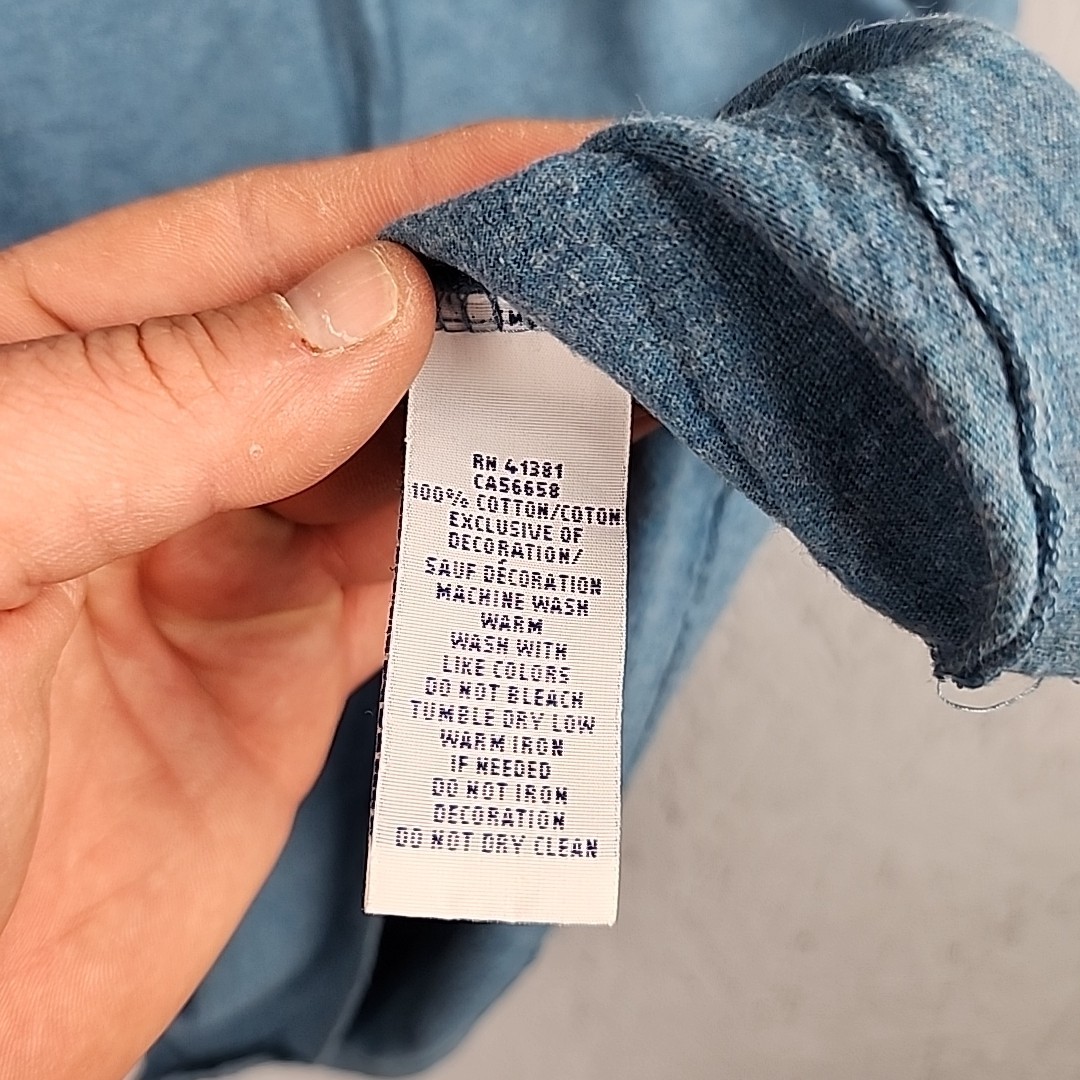 RN 41381
CA56658
100% COTTON/COTON
EXCLUSIVE OF
DECORATION/
SAUF DÉCORATION
MACHINE WASH
WARM
WASH WITH
LIKE COLORS
DO NOT BLEACH
TUMBLE DRY LOW
WARM IRON
IF NEEDED
DO NOT IRON
DECORATION
DO NOT DRY CLEAN